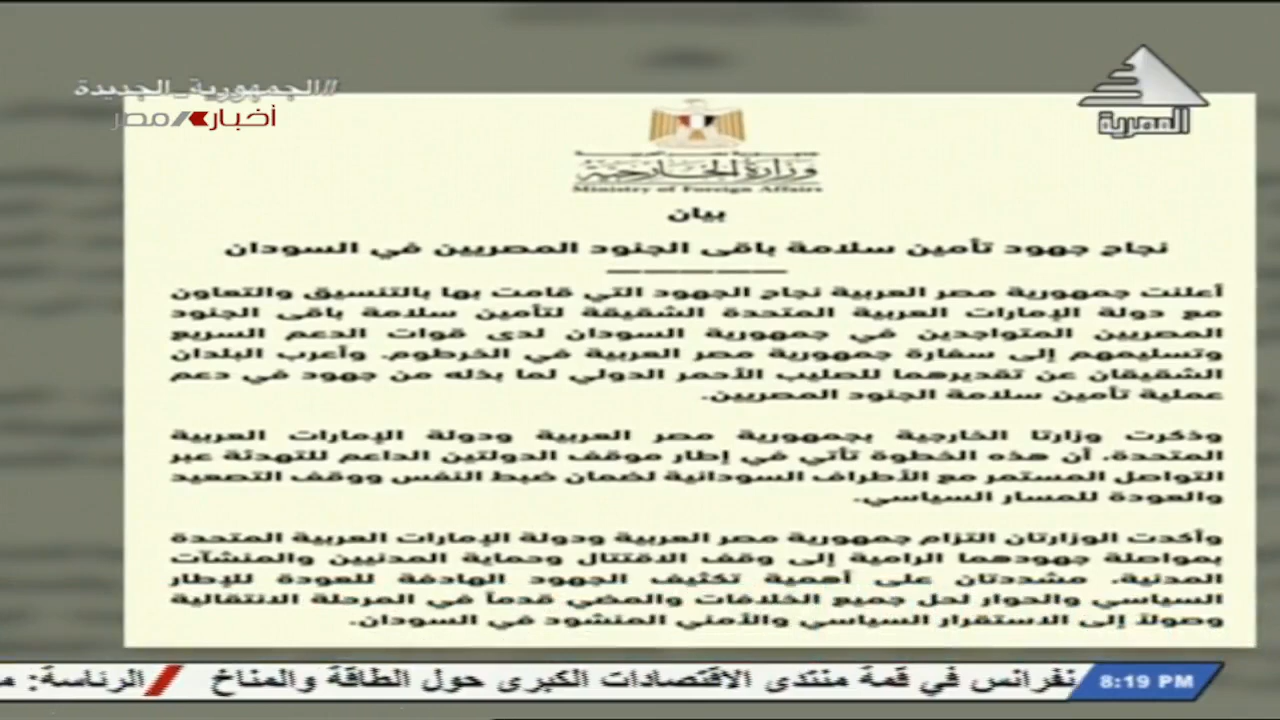 #الجمهورية_الجديدة
أخبار مصر
المصرية
وزارة الخارجية
Ministry of Foreign Affairs
بيان
نجاح جهود تأمين سلامة باقى الجنود المصريين في السودان
أعلنت جمهورية مصر العربية نجاح الجهود التي قامت بها بالتنسيق والتعاون
مع دولة الإمارات العربية المتحدة الشقيقة لتأمين سلامة باقى الجنود
المصريين المتواجدين في جمهورية السودان لدى قوات الدعم السريع
وتسليمهم إلى سفارة جمهورية مصر العربية في الخرطوم. وأعرب البلدان
الشقيقان عن تقديرهما للصليب الأحمر الدولي لما بذله من جهود في دعم
عملية تأمين سلامة الجنود المصريين.
وذكرت وزارتا الخارجية بجمهورية مصر العربية ودولة الإمارات العربية
المتحدة، أن هذه الخطوة تأتي في إطار موقف الدولتين الداعم للتهدئة عبر
التواصل المستمر مع الأطراف السودانية لضمان ضبط النفس ووقف التصعيد
والعودة للمسار السياسي.
وأكدت الوزارتان التزام جمهورية مصر العربية ودولة الإمارات العربية المتحدة
بمواصلة جهودهما الرامية إلى وقف الاقتتال وحماية المدنيين والمنشآت
المدنية، مشددتان على أهمية تكثيف الجهود الهادفة للعودة للإطار
السياسي والحوار لحل جميع الخلافات والمضي قدماً في المرحلة الانتقالية
وصولاً إلى الاستقرار السياسي والأمني المنشود في السودان.
8:19 PM نفرانس في قمة منتدى الاقتصادات الكبرى حول الطاقة والمناخ // الرئاسة: م